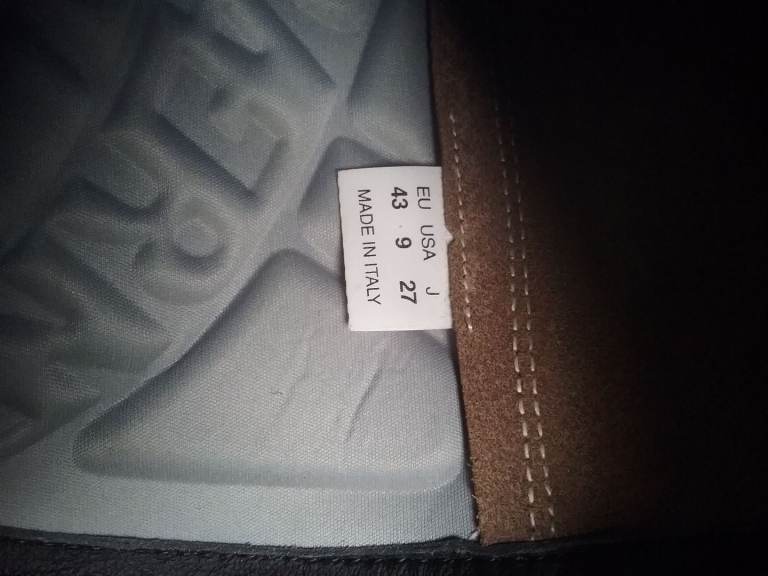 EU USA J
43 9 27
MADE IN ITALY